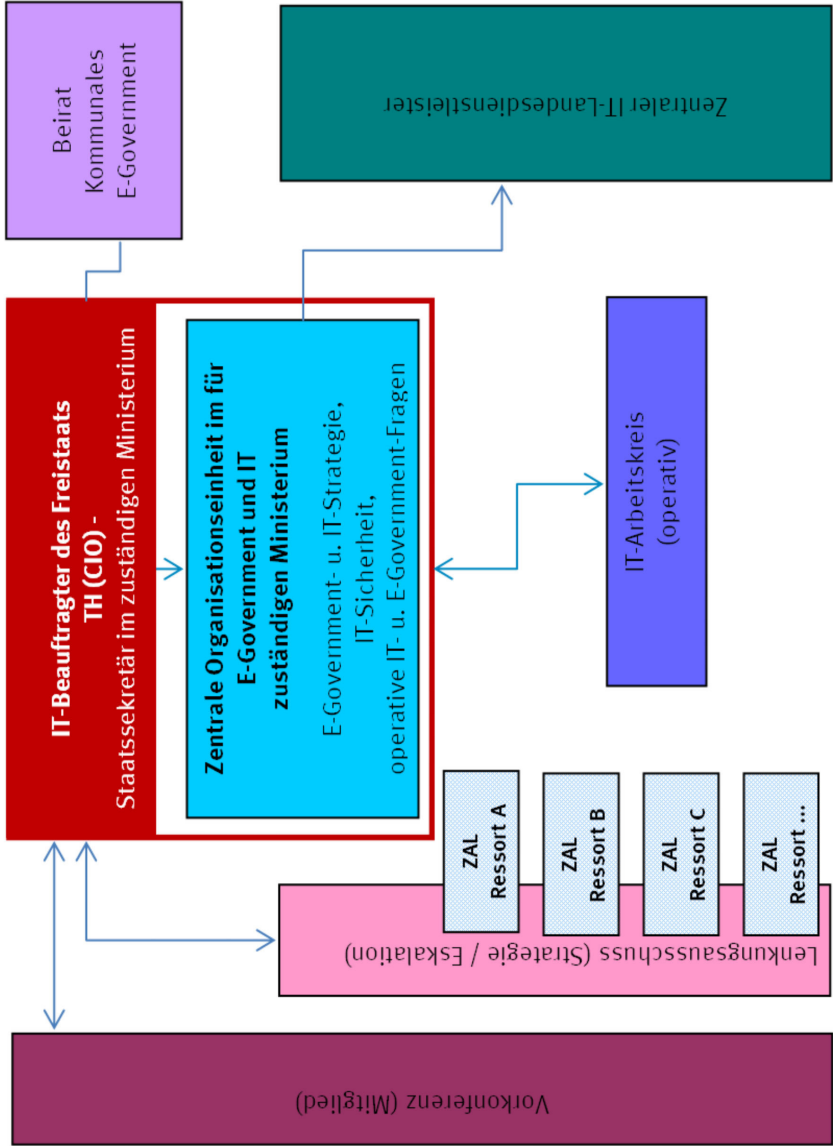 IT-Beauftragter des Freistaats
TH (CIO) -
Staatssekretär im zuständigen Ministerium
Beirat
Kommunales
E-Government
Zentrale Organisationseinheit im für
E-Government und IT
zuständigen Ministerium
E-Government- u. IT-Strategie,
IT-Sicherheit,
operative IT- u. E-Government-Fragen
Vorkonferenz (Mitglied)
Lenkungsausschuss (Strategie / Eskalation)
ZAL
Ressort A
ZAL
Ressort B
ZAL
Ressort C
ZAL
Ressort ...
IT-Arbeitskreis
(operativ)
Zentraler IT-Landesdienstleister